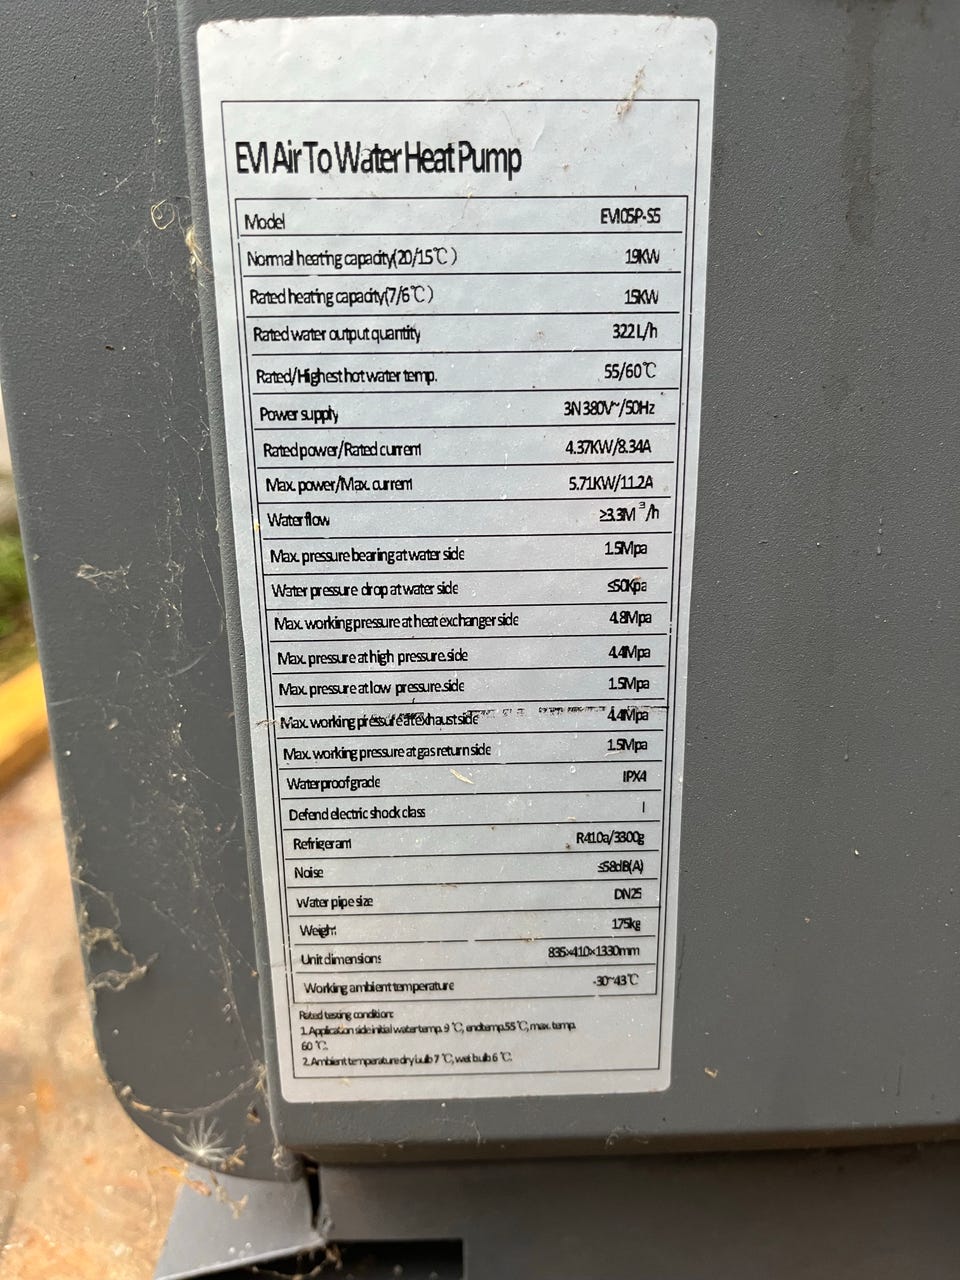 EVI Air To Water Heat Pump
Model EVI05P-S5
Normal heating capacity(20/15℃) 19KW
Rated heating capacity(7/6℃) 15KW
Rated water output quantity 322L/h
Rated/Highest hot water temp. 55/60℃
Power supply 3N 380V~/50Hz
Rated power/Rated current 4.37KW/8.34A
Max. power/Max. current 5.71KW/11.2A
Water flow ≥3.3M³/h
Max. pressure bearing at water side 1.5Mpa
Water pressure drop at water side ≤50Kpa
Max. working pressure at heat exchanger side 4.8Mpa
Max. pressure at high pressure.side 4.4Mpa
Max. pressure at low pressure.side 1.5Mpa
Max. working pressure at exhaust side 4.4Mpa
Max. working pressure at gas return side 1.5Mpa
Waterproof grade IPX4
Defend electric shock class I
Refrigerant R410a/3300g
Noise ≤58dB(A)
Water pipe size DN25
Weight 175kg
Unit dimensions 835×410×1330mm
Working ambient temperature -30~43℃
Rated testing condition:
1.Application side initial water temp. 9 ℃, end temp.55 ℃, max. temp.
60 ℃.
2.Ambient temperature dry bulb 7 ℃, wet bulb 6 ℃.